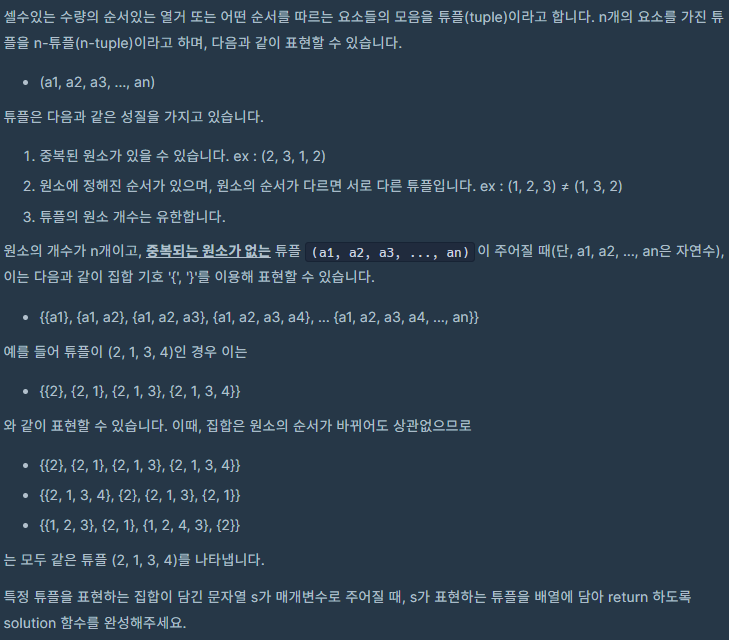 셀수있는 수량의 순서있는 열거 또는 어떤 순서를 따르는 요소들의 모음을 튜플(tuple)이라고 합니다. n개의 요소를 가진 튜
플을 n-튜플(n-tuple)이라고 하며, 다음과 같이 표현할 수 있습니다.
• (a1, a2, a3, ..., an)
튜플은 다음과 같은 성질을 가지고 있습니다.
1. 중복된 원소가 있을 수 있습니다. ex : (2, 3, 1, 2)
2. 원소에 정해진 순서가 있으며, 원소의 순서가 다르면 서로 다른 튜플입니다. ex : (1, 2, 3) ≠ (1, 3, 2)
3. 튜플의 원소 개수는 유한합니다.
원소의 개수가 n개이고, 중복되는 원소가 없는 튜플 (a1, a2, a3, ..., an) 이 주어질 때(단, a1, a2, ..., an은 자연수),
이는 다음과 같이 집합 기호 '{', '}'를 이용해 표현할 수 있습니다.
• {{a1}, {a1, a2}, {a1, a2, a3}, {a1, a2, a3, a4}, ... {a1, a2, a3, a4, ..., an}}
예를 들어 튜플이 (2, 1, 3, 4)인 경우 이는
• {{2}, {2, 1}, {2, 1, 3}, {2, 1, 3, 4}}
와 같이 표현할 수 있습니다. 이때, 집합은 원소의 순서가 바뀌어도 상관없으므로
• {{2}, {2, 1}, {2, 1, 3}, {2, 1, 3, 4}}
• {{2, 1, 3, 4}, {2}, {2, 1, 3}, {2, 1}}
• {{1, 2, 3}, {2, 1}, {1, 2, 4, 3}, {2}}
는 모두 같은 튜플 (2, 1, 3, 4)를 나타냅니다.
특정 튜플을 표현하는 집합이 담긴 문자열 s가 매개변수로 주어질 때, s가 표현하는 튜플을 배열에 담아 return 하도록
solution 함수를 완성해주세요.